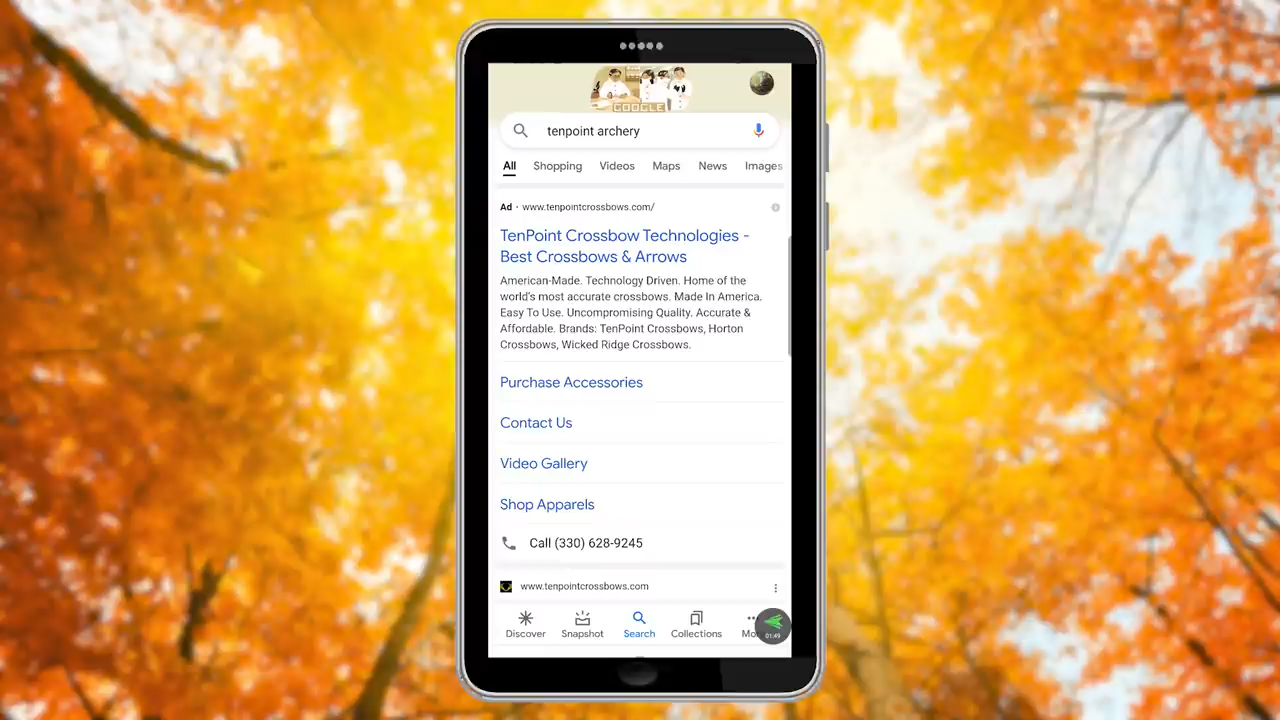 GOOGLE
tenpoint archery
All Shopping Videos Maps News Images
Ad · www.tenpointcrossbows.com/
TenPoint Crossbow Technologies -
Best Crossbows & Arrows
American-Made. Technology Driven. Home of the
world's most accurate crossbows. Made In America.
Easy To Use. Uncompromising Quality. Accurate &
Affordable. Brands: TenPoint Crossbows, Horton
Crossbows, Wicked Ridge Crossbows.
Purchase Accessories
Contact Us
Video Gallery
Shop Apparels
Call (330) 628-9245
www.tenpointcrossbows.com
Discover Snapshot Search Collections
01:49